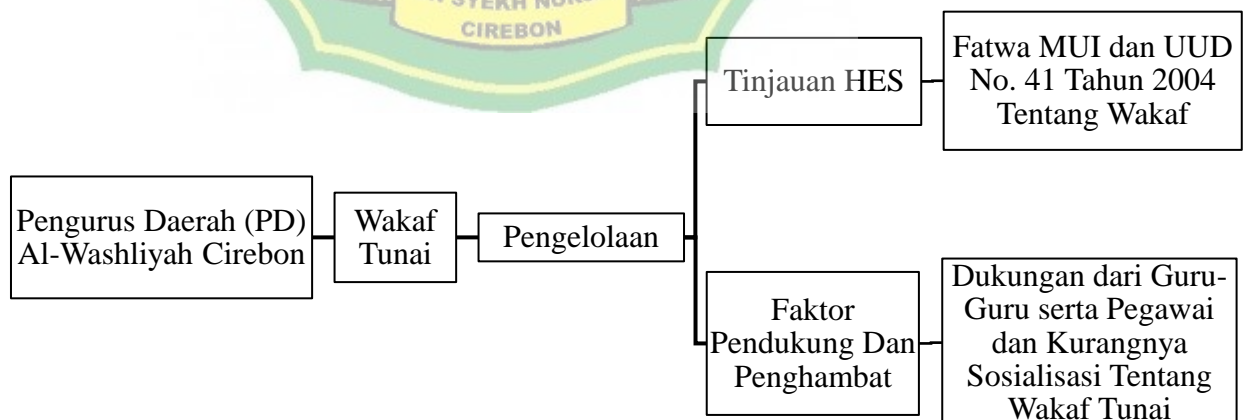 SYEKH
CIREBON
Pengurus Daerah (PD)
Al-Washliyah Cirebon
Wakaf
Tunai
Pengelolaan
Tinjauan HES
Fatwa MUI dan UUD
No. 41 Tahun 2004
Tentang Wakaf
Faktor
Pendukung Dan
Penghambat
Dukungan dari Guru-
Guru serta Pegawai
dan Kurangnya
Sosialisasi Tentang
Wakaf Tunai